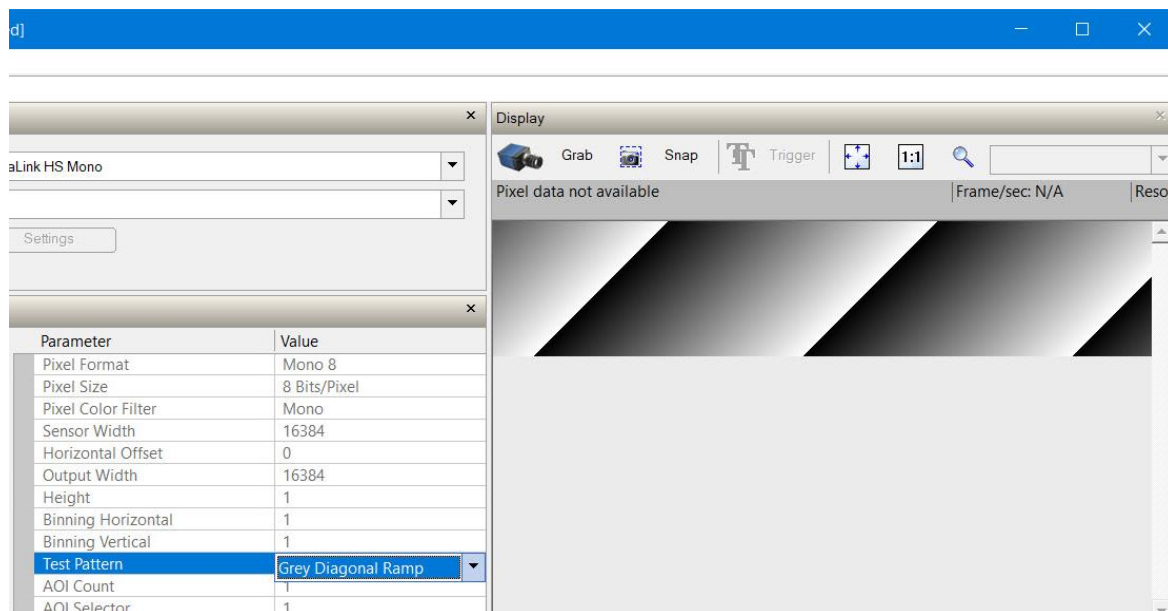 ed]
Display
aLink HS Mono
Grab Snap Trigger 1:1
Pixel data not available Frame/sec: N/A Reso
Settings
Parameter Value
Pixel Format Mono 8
Pixel Size 8 Bits/Pixel
Pixel Color Filter Mono
Sensor Width 16384
Horizontal Offset 0
Output Width 16384
Height 1
Binning Horizontal 1
Binning Vertical 1
Test Pattern Grey Diagonal Ramp
AOI Count 1
AOI Selector 1